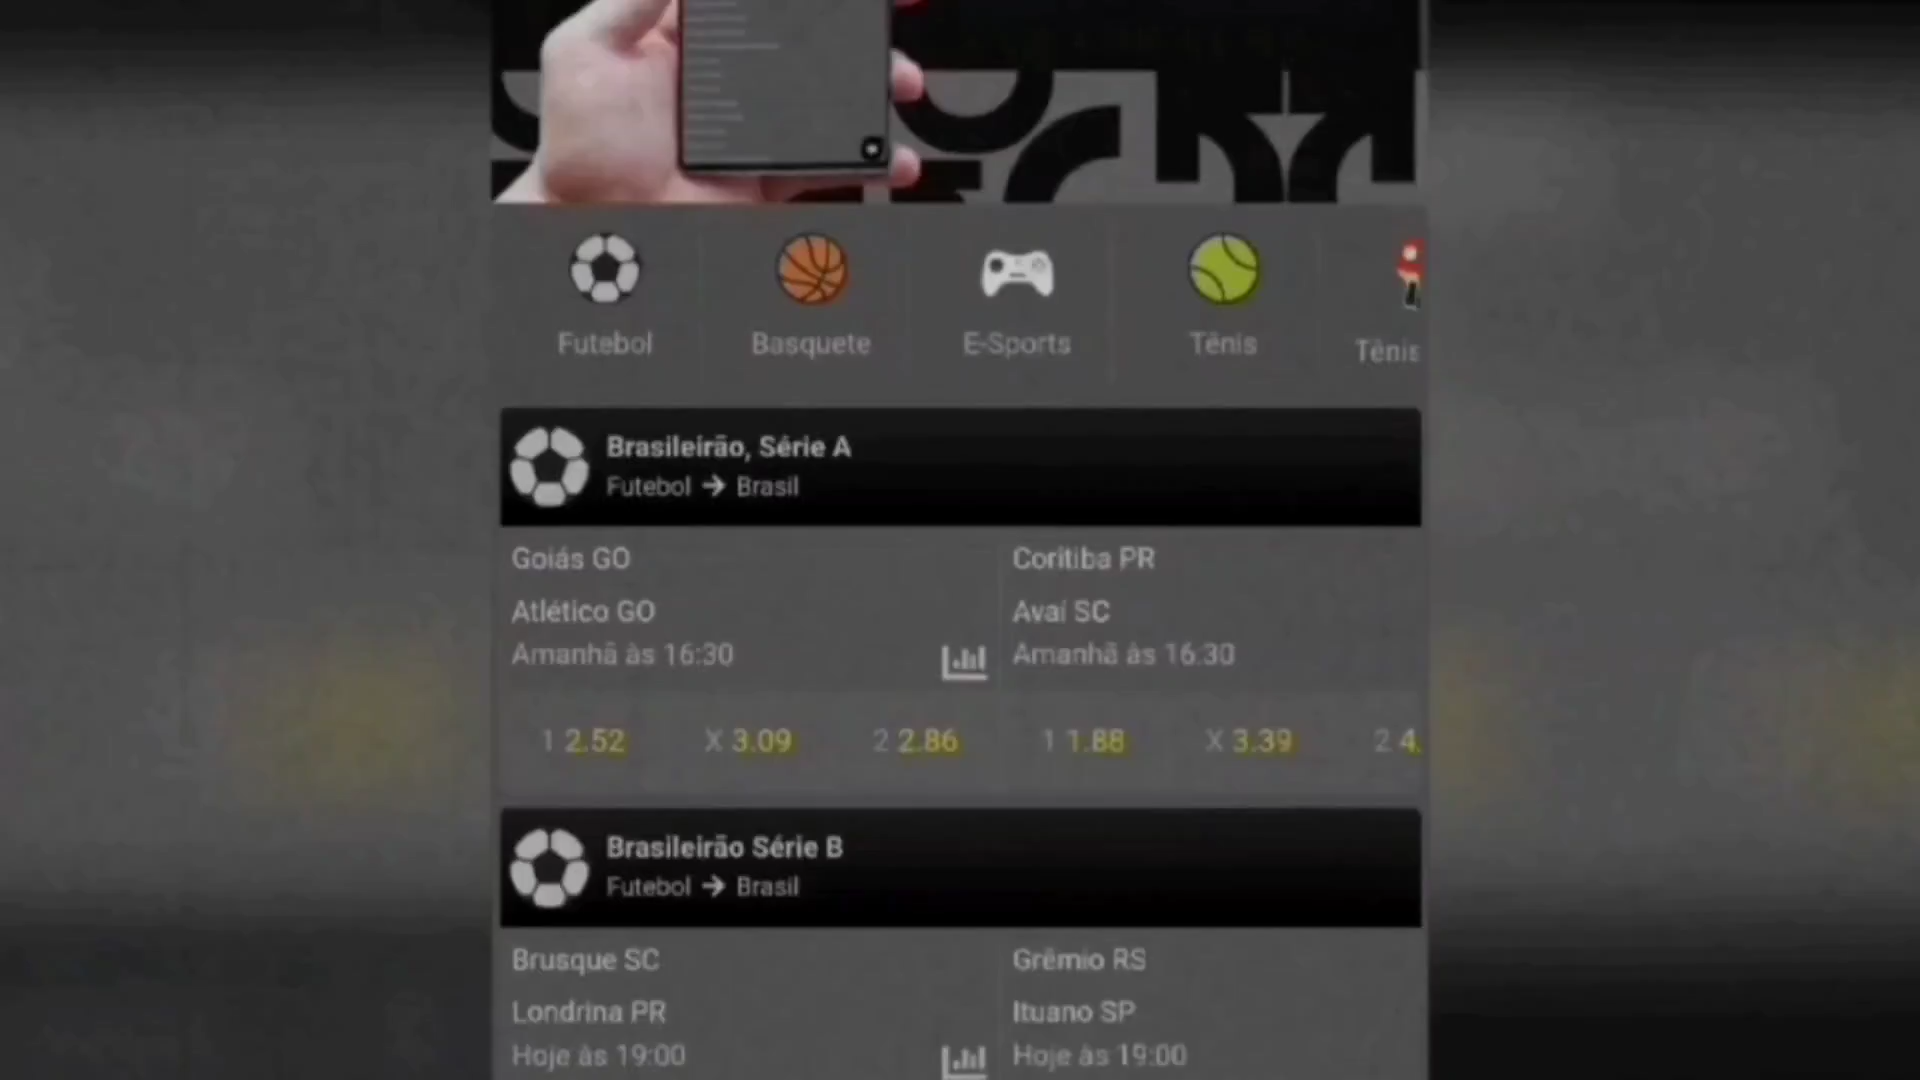 Futebol
Basquete
E-Sports
Tênis
Tênis
Brasileirão, Série A
Futebol → Brasil
Goiás GO
Atlético GO
Amanhã às 16:30
Coritiba PR
Avaí SC
Amanhã às 16:30
1 2.52 X 3.09 2 2.86
1 1.88 X 3.39 2 4.
Brasileirão Série B
Futebol → Brasil
Brusque SC
Londrina PR
Hoje às 19:00
Grêmio RS
Ituano SP
Hoje às 19:00